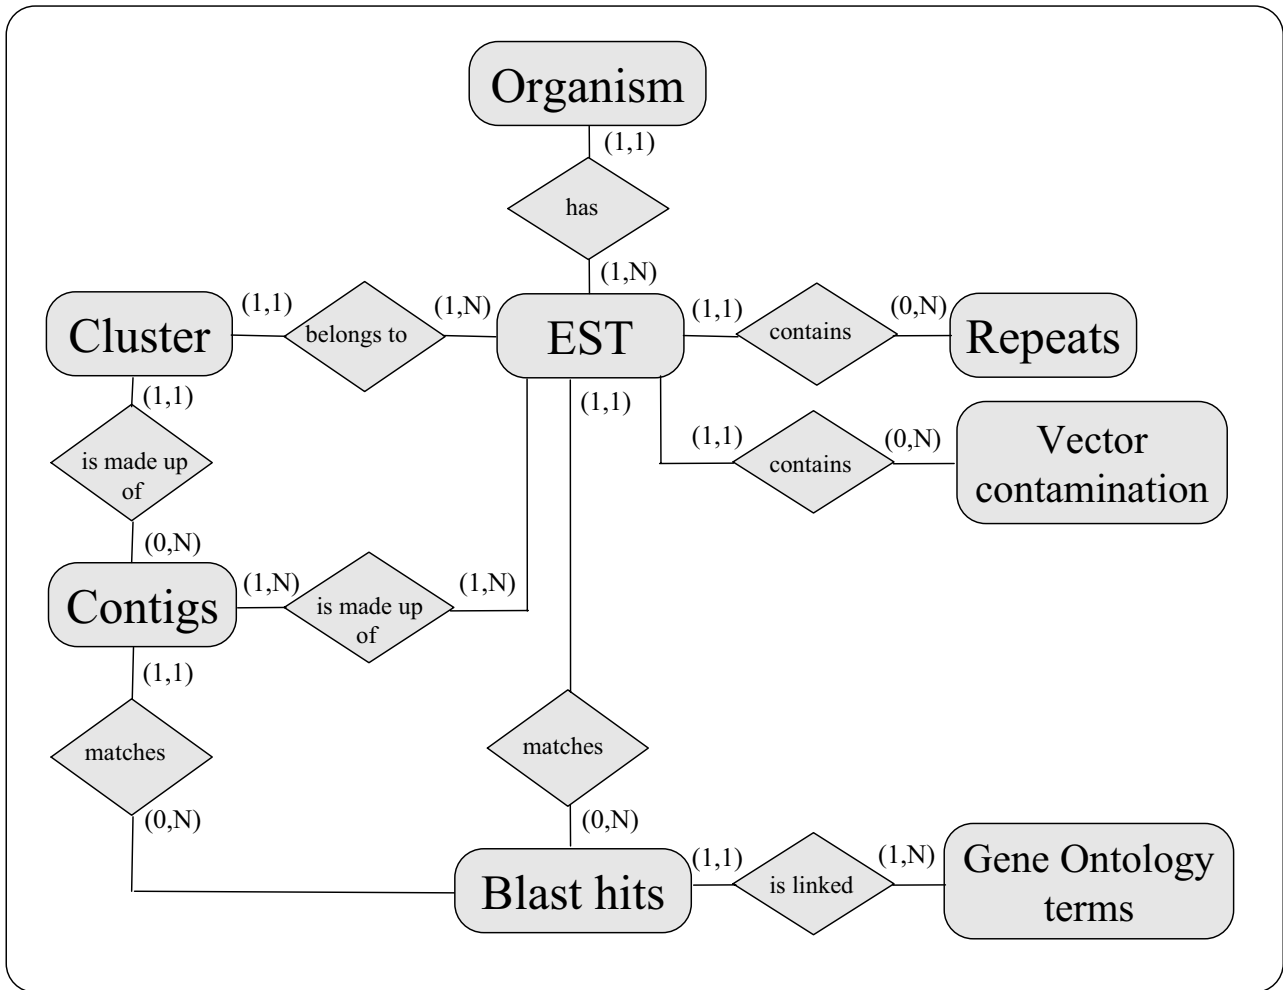 Organism
(1,1)
has
(1,N)
Cluster
(1,1)
belongs to
(1,N)
EST
(1,1)
contains
(0,N)
Repeats
(1,1)
is made up
of
(0,N)
(1,1)
(1,1)
contains
(0,N)
Vector
contamination
Contigs
(1,N)
is made up
of
(1,N)
(1,1)
matches
(0,N)
matches
(0,N)
Blast hits
(1,1)
is linked
(1,N)
Gene Ontology
terms